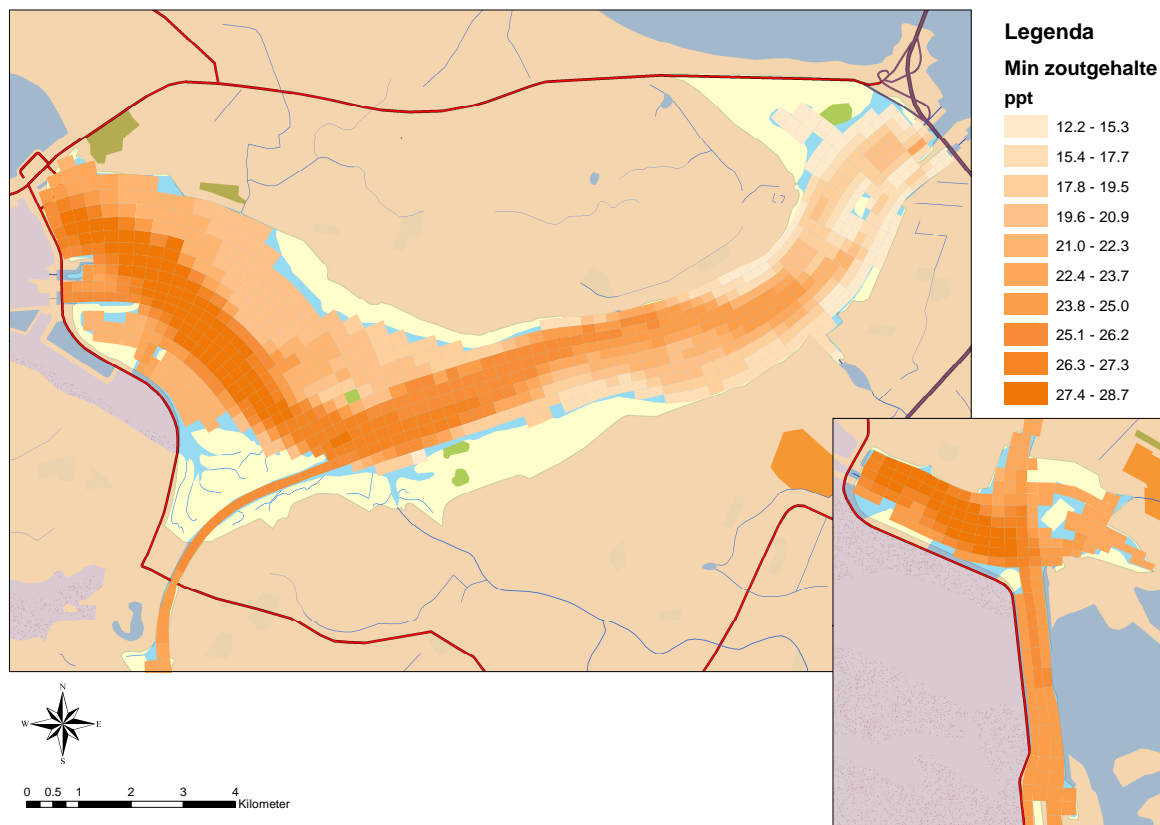 Legenda
Min zoutgehalte
ppt
12.2 - 15.3
15.4 - 17.7
17.8 - 19.5
19.6 - 20.9
21.0 - 22.3
22.4 - 23.7
23.8 - 25.0
25.1 - 26.2
26.3 - 27.3
27.4 - 28.7
N
W E
S
0 0.5 1 2 3 4
Kilometer